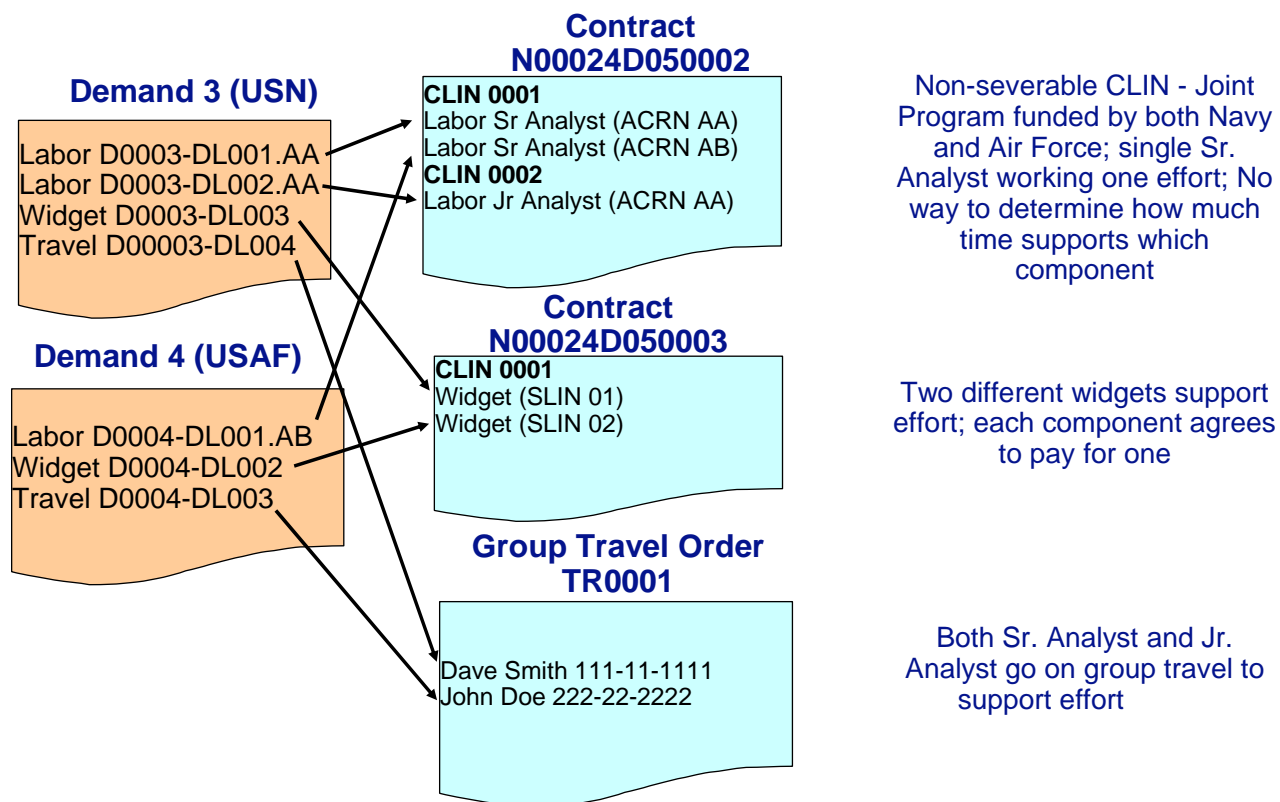 Demand 3 (USN)
Labor D0003-DL001.AA
Labor D0003-DL002.AA
Widget D0003-DL003
Travel D00003-DL004
Demand 4 (USAF)
Labor D0004-DL001.AB
Widget D0004-DL002
Travel D0004-DL003
Contract
N00024D050002
CLIN 0001
Labor Sr Analyst (ACRN AA)
Labor Sr Analyst (ACRN AB)
CLIN 0002
Labor Jr Analyst (ACRN AA)
Contract
N00024D050003
CLIN 0001
Widget (SLIN 01)
Widget (SLIN 02)
Group Travel Order
TR0001
Dave Smith 111-11-1111
John Doe 222-22-2222
Non-severable CLIN - Joint
Program funded by both Navy
and Air Force; single Sr.
Analyst working one effort; No
way to determine how much
time supports which
component
Two different widgets support
effort; each component agrees
to pay for one
Both Sr. Analyst and Jr.
Analyst go on group travel to
support effort